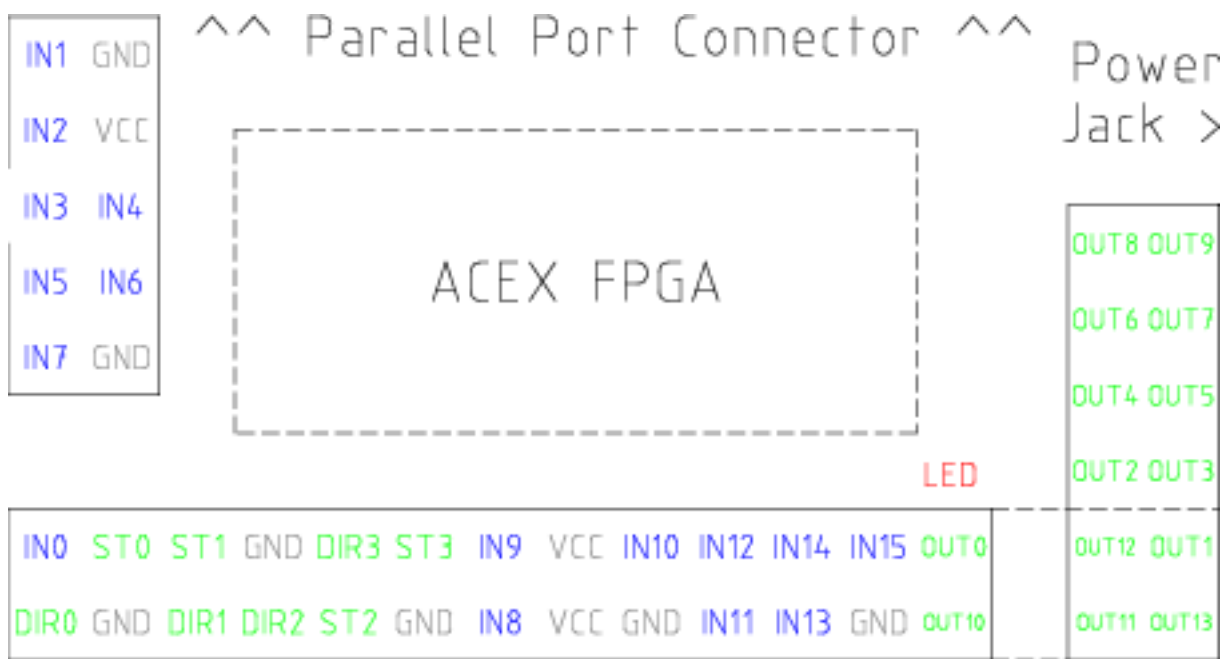 ^^ Parallel Port Connector ^^
Power
Jack >
IN1 GND
IN2 VCC
IN3 IN4
IN5 IN6
IN7 GND
ACEX FPGA
OUT8 OUT9
OUT6 OUT7
OUT4 OUT5
OUT2 OUT3
LED
IN0 ST0 ST1 GND DIR3 ST3 IN9 VCC IN10 IN12 IN14 IN15 OUT0
OUT12 OUT1
DIR0 GND DIR1 DIR2 ST2 GND IN8 VCC GND IN11 IN13 GND OUT10
OUT11 OUT13